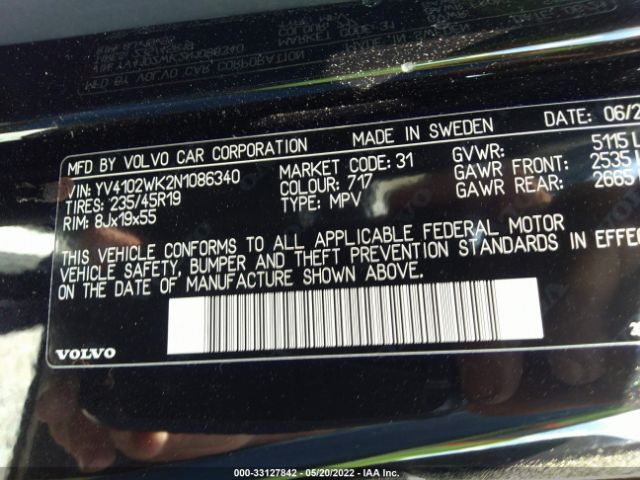 MFD BY VOLVO CAR CORPORATION MADE IN SWEDEN DATE: 06/2
VIN: YV4102WK2N1086340 MARKET CODE: 31 GVWR: 5115 L
TIRES: 235/45R19 COLOUR: 717 GAWR FRONT: 2535
RIM: 8Jx19x55 TYPE: MPV GAWR REAR: 2665
THIS VEHICLE CONFORMS TO ALL APPLICABLE FEDERAL MOTOR
VEHICLE SAFETY, BUMPER AND THEFT PREVENTION STANDARDS IN EFFEC
ON THE DATE OF MANUFACTURE SHOWN ABOVE.
VOLVO
000-33127842 - 05/20/2022 - IAA Inc.